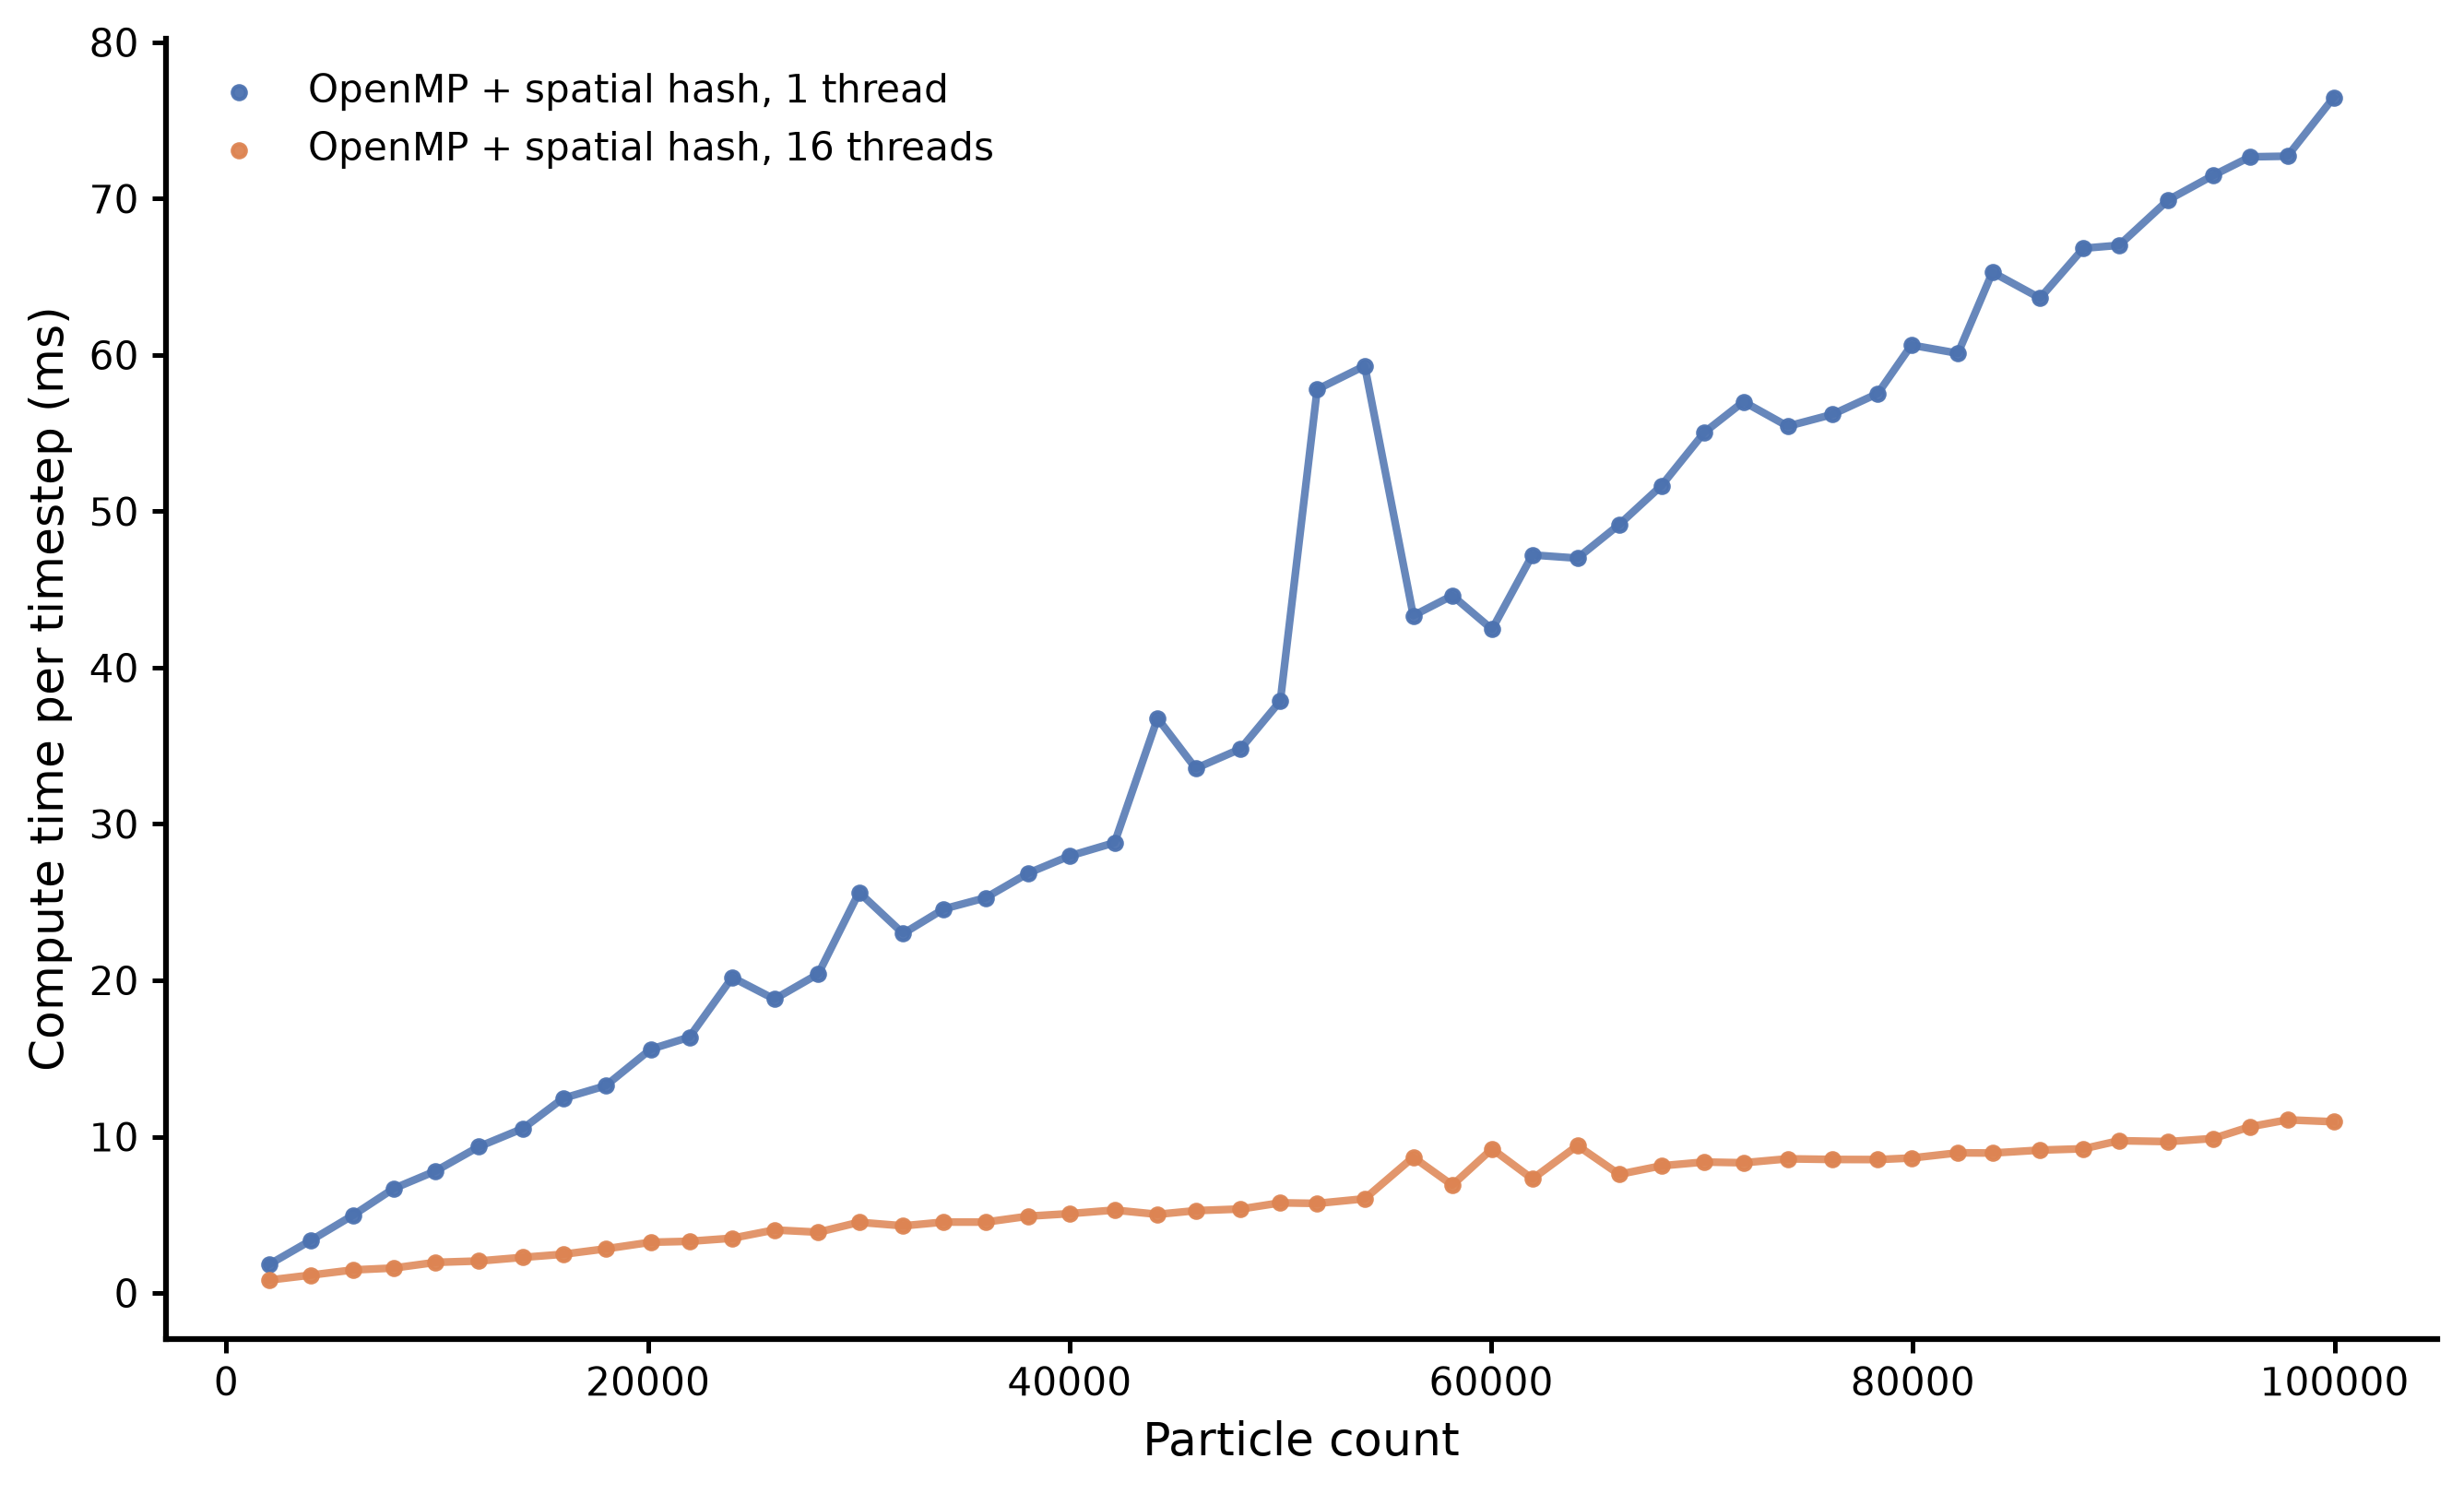 80
70
60
50
40
30
20
10
0
Compute time per timestep (ms)
OpenMP + spatial hash, 1 thread
OpenMP + spatial hash, 16 threads
0 20000 40000 60000 80000 100000
Particle count